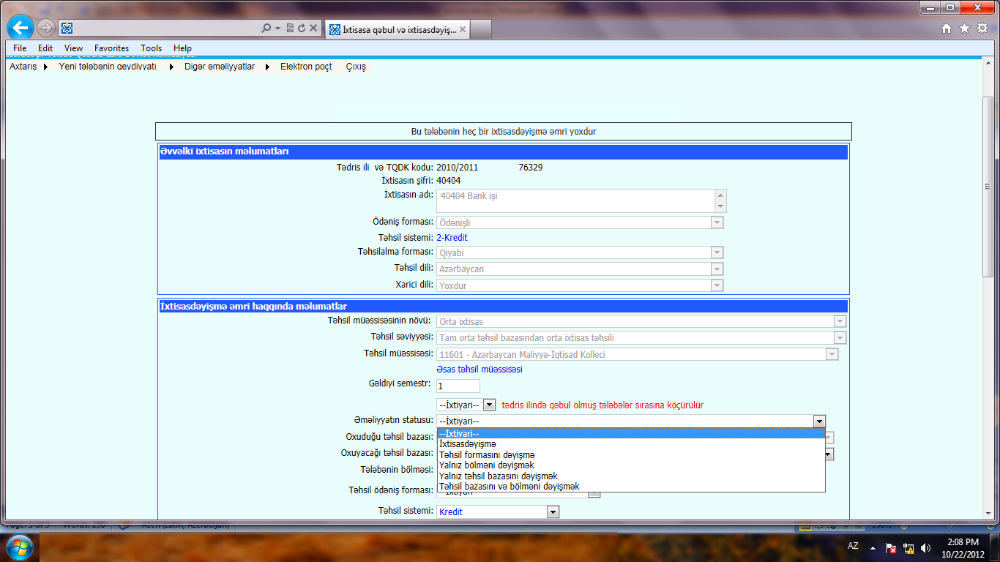 İxtisasa qəbul və ixtisasdəyiş...
File Edit View Favorites Tools Help
Axtarış Yeni tələbənin qeydiyyatı Digər əməliyyatlar Elektron poçt Çıxış
Bu tələbənin heç bir ixtisasdəyişmə əmri yoxdur
Əvvəlki ixtisasın məlumatları
Tədris ili və TQDK kodu: 2010/2011 76329
İxtisasın şifri: 40404
İxtisasın adı: 40404 Bank işi
Ödəniş forması: Ödənişli
Təhsil sistemi: 2-Kredit
Təhsilalma forması: Qiyabi
Təhsil dili: Azərbaycan
Xarici dili: Yoxdur
İxtisasdəyişmə əmri haqqında məlumatlar
Təhsil müəssisəsinin növü: Orta ixtisas
Təhsil səviyyəsi: Tam orta təhsil bazasından orta ixtisas təhsili
Təhsil müəssisəsi: 11601 - Azərbaycan Maliyyə-İqtisad Kolleci
Əsas təhsil müəssisəsi
Gəldiyi semestr: 1
--İxtiyari-- tədris ilində qəbul olmuş tələbələr sırasına köçürülür
Əməliyyatın statusu: --İxtiyari--
--İxtiyari--
Oxuduğu təhsil bazası: İxtisasdəyişmə
Oxuyacağı təhsil bazası: Təhsil formasını dəyişmə
Yalnız bölməni dəyişmək
Tələbənin bölməsi: Yalnız təhsil bazasını dəyişmək
Təhsil bazasını və bölməni dəyişmək
Təhsil ödəniş forması:
Təhsil sistemi: Kredit
AZ 2:08 PM
10/22/2012